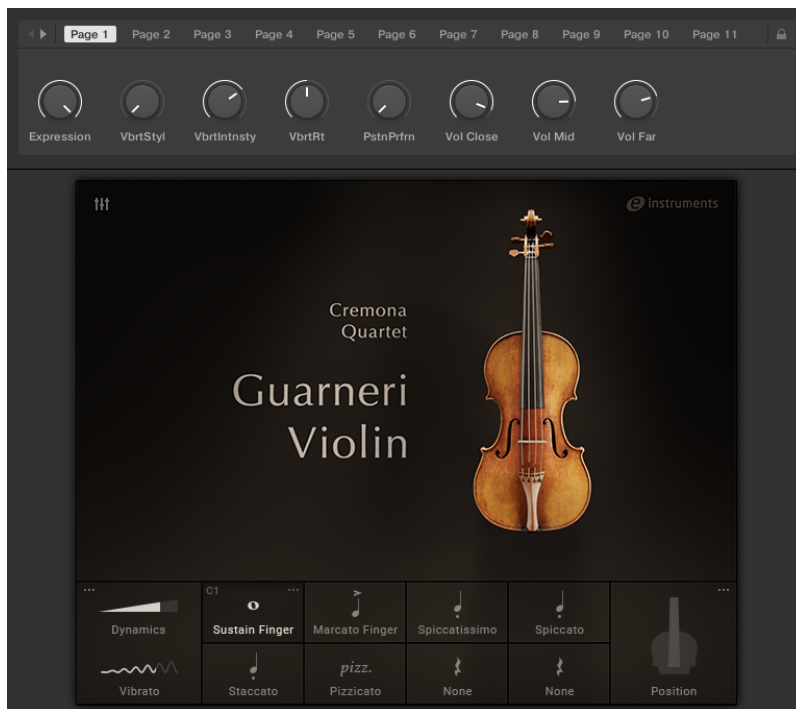 Page 1 Page 2 Page 3 Page 4 Page 5 Page 6 Page 7 Page 8 Page 9 Page 10 Page 11
Expression VbrtStyl VbrtIntnsty VbrtRt PstnPrfrn Vol Close Vol Mid Vol Far
e instruments
Cremona
Quartet
Guarneri
Violin
C1
Dynamics Sustain Finger Marcato Finger Spiccatissimo Spiccato
pizz.
Vibrato Staccato Pizzicato None None Position